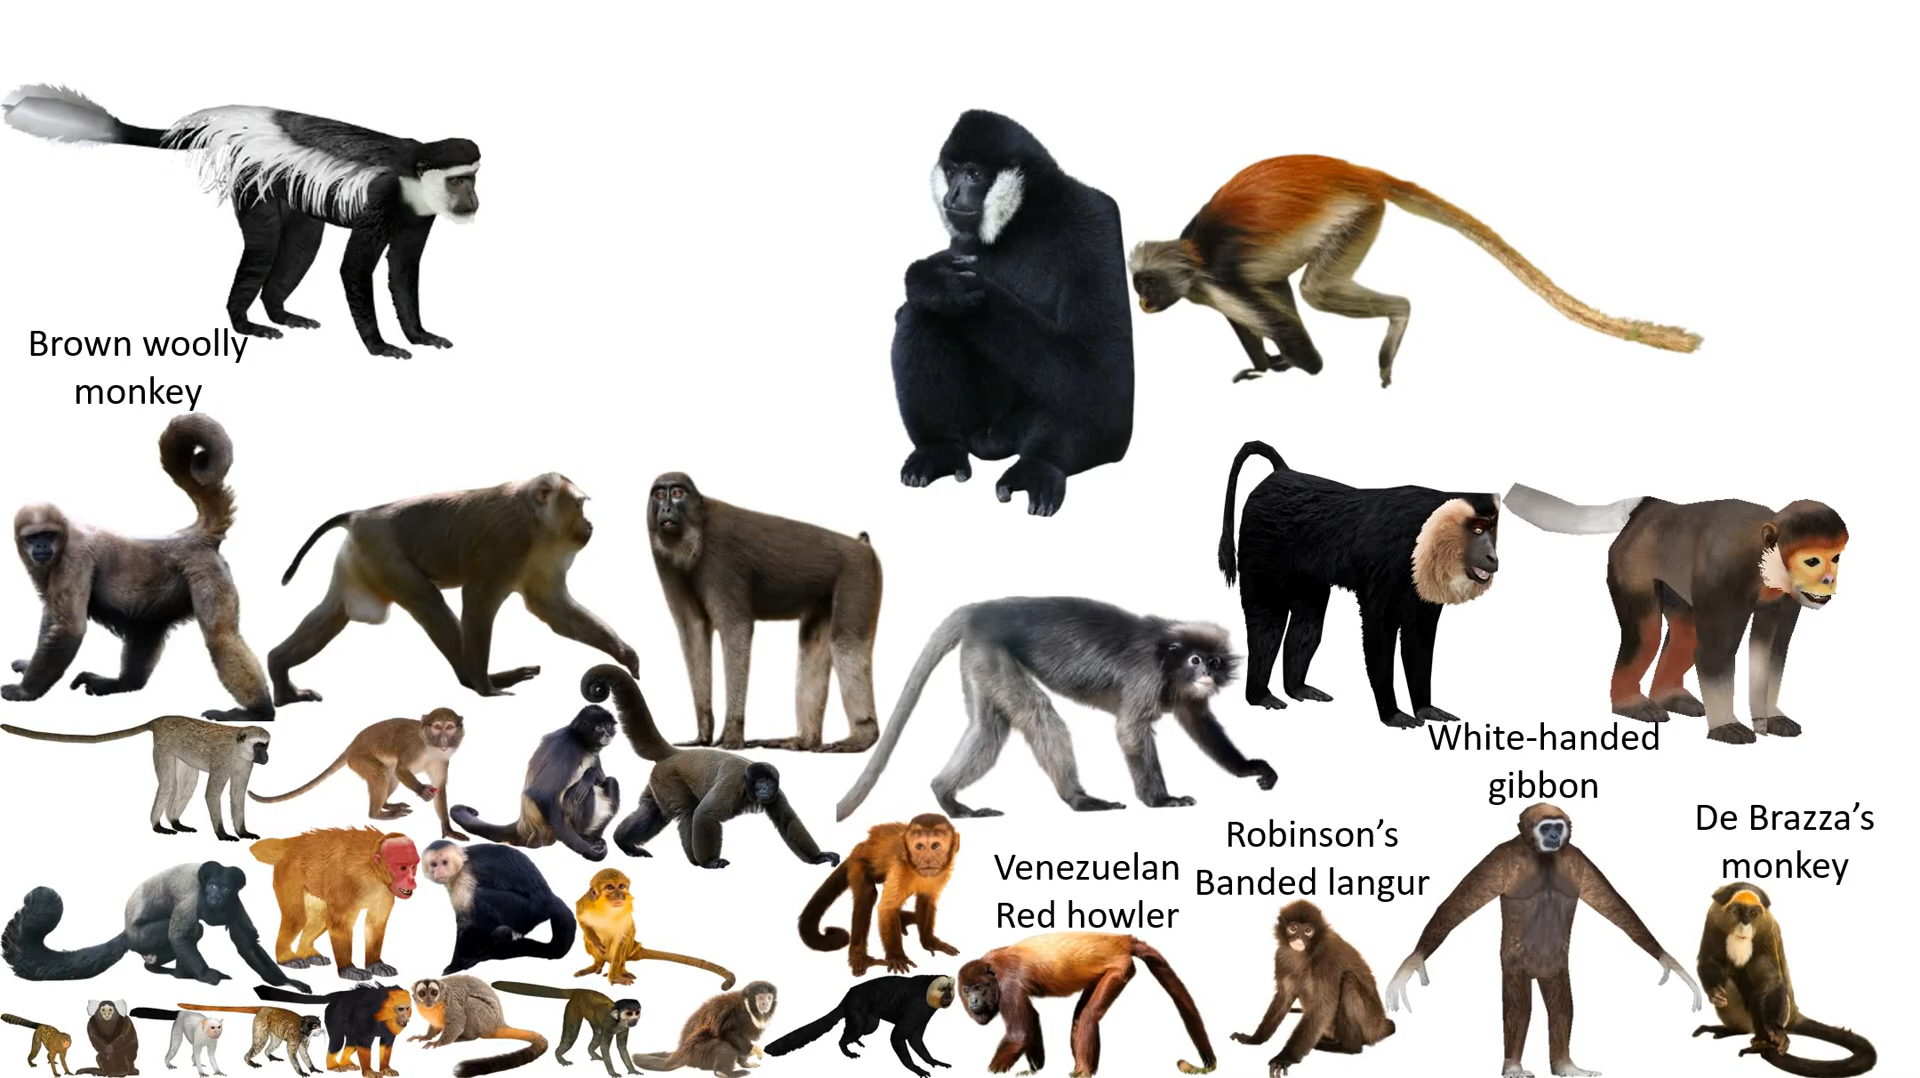 Brown woolly
monkey
White-handed
gibbon
De Brazza’s
monkey
Robinson’s
Banded langur
Venezuelan
Red howler